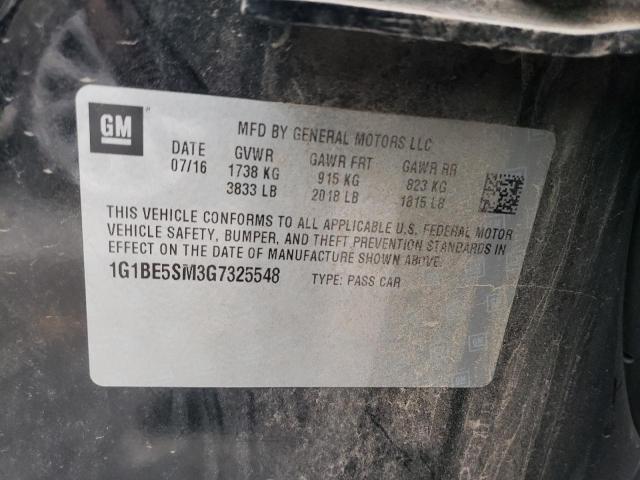 GM
MFD BY GENERAL MOTORS LLC
DATE GVWR GAWR FRT GAWR RR
07/16 1738 KG 915 KG 823 KG
3833 LB 2018 LB 1815 LB
THIS VEHICLE CONFORMS TO ALL APPLICABLE U.S. FEDERAL MOTOR
VEHICLE SAFETY, BUMPER, AND THEFT PREVENTION STANDARDS IN
EFFECT ON THE DATE OF MANUFACTURE SHOWN ABOVE.
1G1BE5SM3G7325548 TYPE: PASS CAR